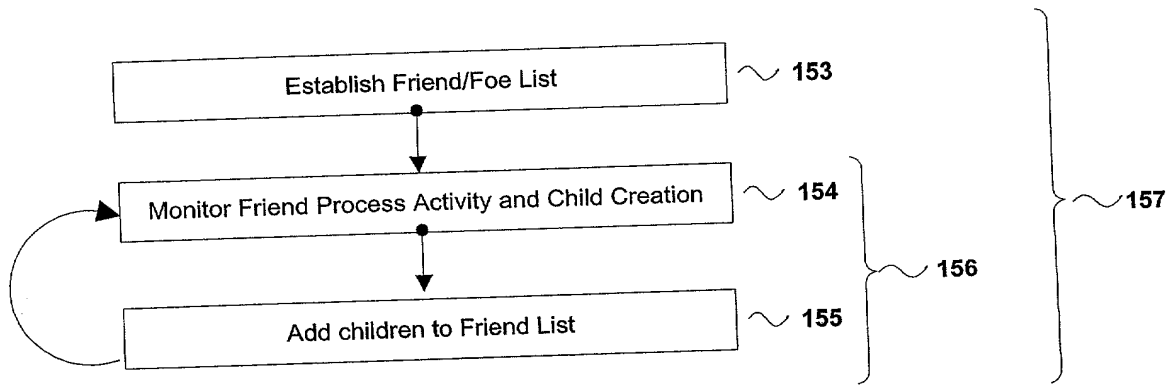 Establish Friend/Foe List
153
Monitor Friend Process Activity and Child Creation
154
157
156
Add children to Friend List
155